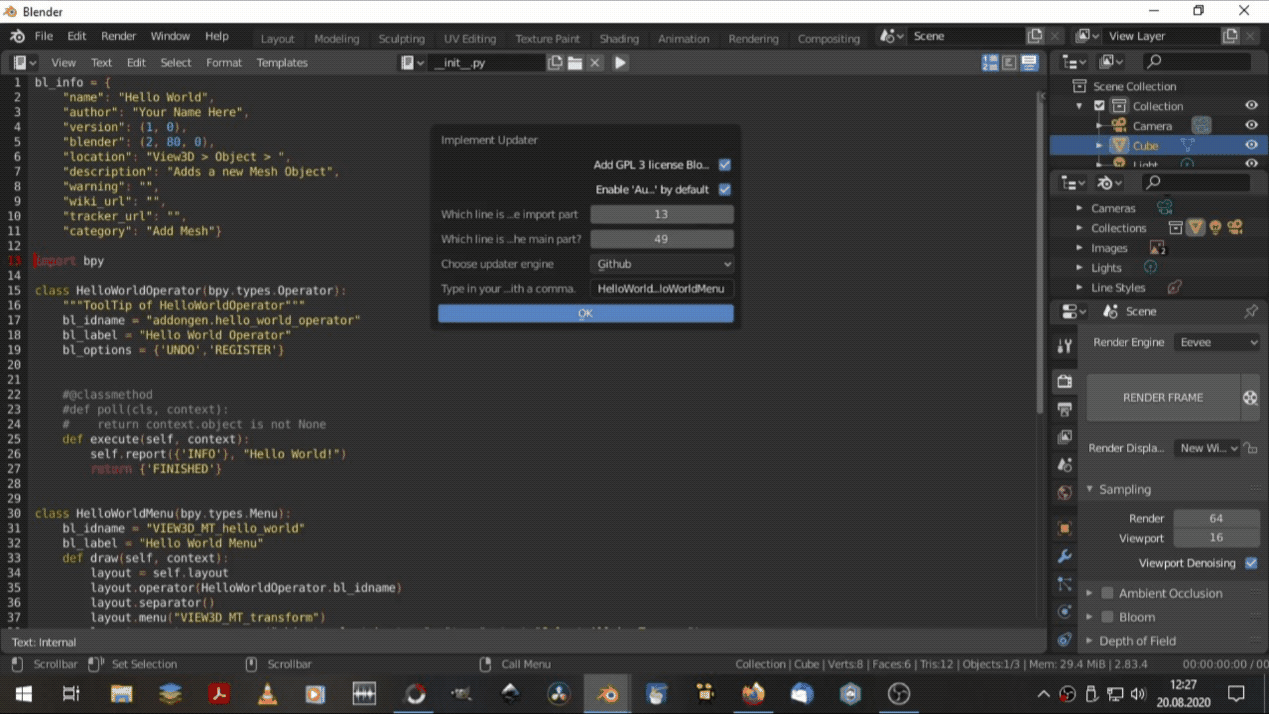 Blender
File Edit Render Window Help Layout Modeling Sculpting UV Editing Texture Paint Shading Animation Rendering Compositing Scene View Layer
View Text Edit Select Format Templates __init__.py
1 bl_info = {
2 "name": "Hello World",
3 "author": "Your Name Here",
4 "version": (1, 0),
5 "blender": (2, 80, 0),
6 "location": "View3D > Object > ",
7 "description": "Adds a new Mesh Object",
8 "warning": "",
9 "wiki_url": "",
10 "tracker_url": "",
11 "category": "Add Mesh"}
12
13 import bpy
14
15 class HelloWorldOperator(bpy.types.Operator):
16 """ToolTip of HelloWorldOperator"""
17 bl_idname = "addongen.hello_world_operator"
18 bl_label = "Hello World Operator"
19 bl_options = {'UNDO','REGISTER'}
20
21
22 #@classmethod
23 #def poll(cls, context):
24 # return context.object is not None
25 def execute(self, context):
26 self.report({'INFO'}, "Hello World!")
27 return {'FINISHED'}
28
29
30 class HelloWorldMenu(bpy.types.Menu):
31 bl_idname = "VIEW3D_MT_hello_world"
32 bl_label = "Hello World Menu"
33 def draw(self, context):
34 layout = self.layout
35 layout.operator(HelloWorldOperator.bl_idname)
36 layout.separator()
37 layout.menu("VIEW3D_MT_transform")
Implement Updater
Add GPL 3 license Blo...
Enable 'Au...' by default
Which line is ...e import part 13
Which line is ...he main part? 49
Choose updater engine Github
Type in your ...ith a comma. HelloWorld...loWorldMenu
OK
Scene Collection
Collection
Camera
Cube
Light
Cameras
Collections
Images 2
Lights
Line Styles
Scene
Render Engine Eevee
RENDER FRAME
Render Displa... New Wi...
Sampling
Render 64
Viewport 16
Viewport Denoising
Ambient Occlusion
Bloom
Depth of Field
Text: Internal
Scrollbar Set Selection Scrollbar Call Menu Collection | Cube | Verts:8 | Faces:6 | Tris:12 | Objects:1/3 | Mem: 29.4 MiB | 2.83.4 00:00:00:00 / 00
12:27
20.08.2020